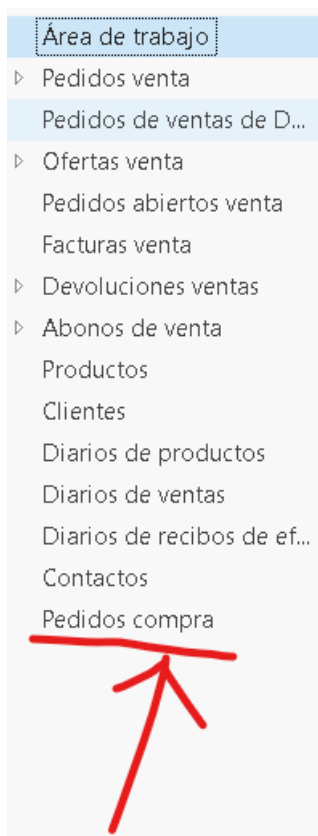 Área de trabajo
Pedidos venta
Pedidos de ventas de D...
Ofertas venta
Pedidos abiertos venta
Facturas venta
Devoluciones ventas
Abonos de venta
Productos
Clientes
Diarios de productos
Diarios de ventas
Diarios de recibos de ef...
Contactos
Pedidos compra